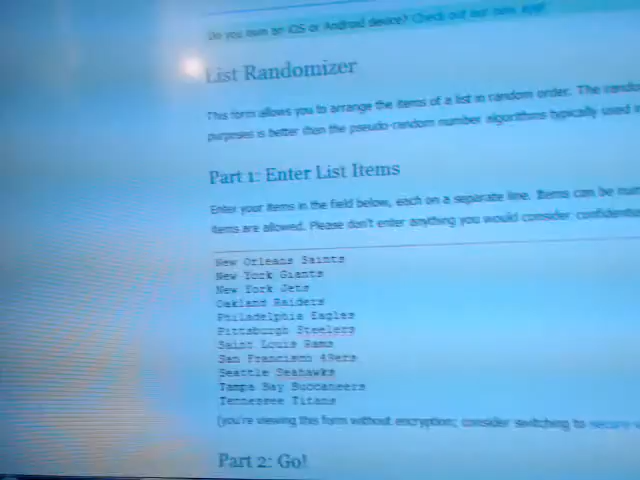 Do you own an iOS or Android device? Check out our new app!
List Randomizer
This form allows you to arrange the items of a list in random order. The rando
purposes is better than the pseudo-random number algorithms typically used i
Part 1: Enter List Items
Enter your items in the field below, each on a separate line. Items can be nu
items are allowed. Please don't enter anything you would consider confidentia
New Orleans Saints
New York Giants
New York Jets
Oakland Raiders
Philadelphia Eagles
Pittsburgh Steelers
Saint Louis Rams
San Francisco 49ers
Seattle Seahawks
Tampa Bay Buccaneers
Tennessee Titans
(you're viewing this form without encryption; consider switching to secure
Part 2: Go!